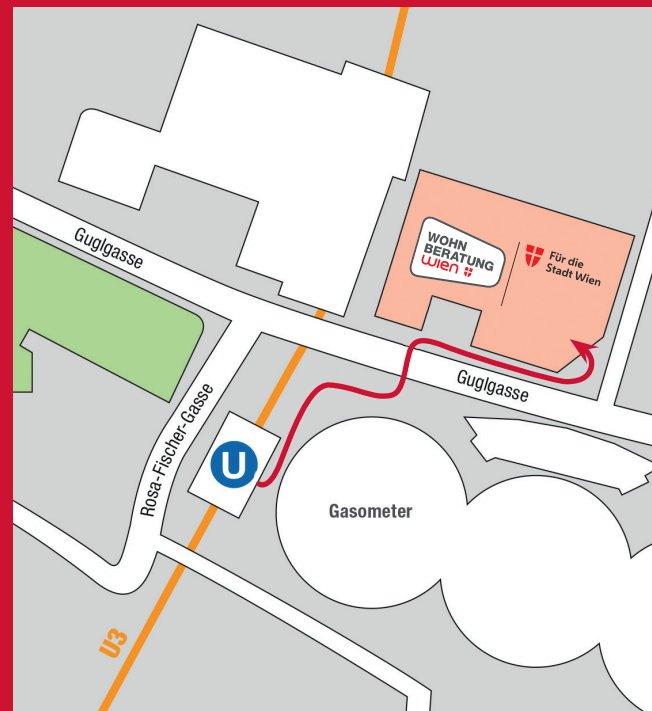 Guglgasse
WOHN
BERATUNG
wien
Für die
Stadt Wien
Guglgasse
Rosa-Fischer-Gasse
U
Gasometer
U3